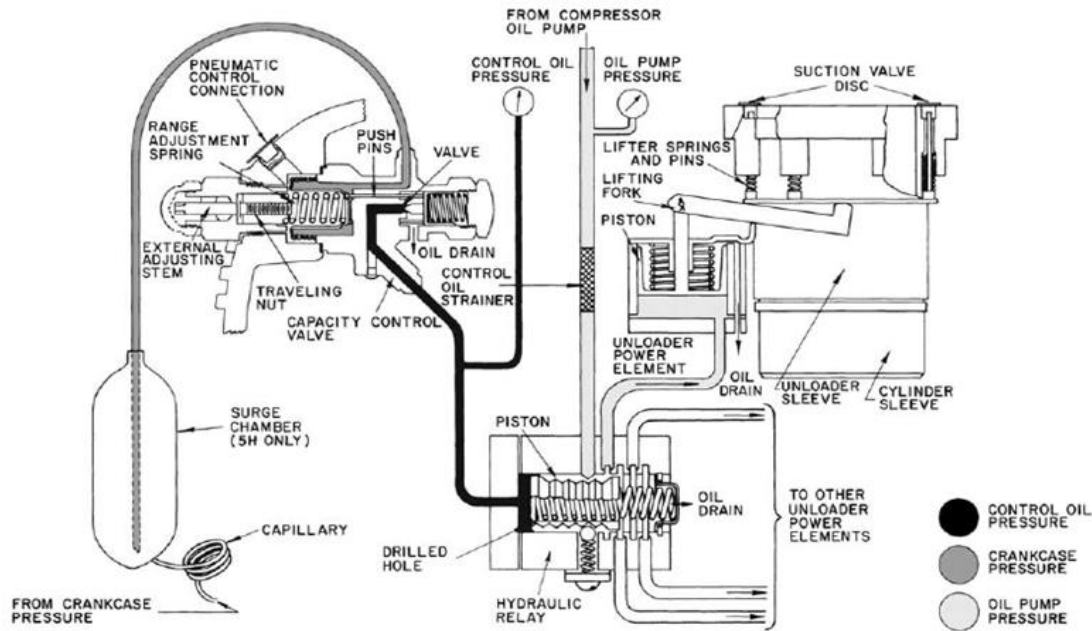 FROM COMPRESSOR
OIL PUMP
CONTROL OIL
PRESSURE
OIL PUMP
PRESSURE
SUCTION VALVE
DISC
PNEUMATIC
CONTROL
CONNECTION
RANGE
ADJUSTMENT
SPRING
PUSH
PINS
VALVE
LIFTER SPRINGS
AND PINS
LIFTING
FORK
PISTON
EXTERNAL
ADJUSTING
STEM
TRAVELING
NUT
OIL DRAIN
CAPACITY CONTROL
VALVE
CONTROL
OIL
STRAINER
UNLOADER
POWER
ELEMENT
OIL
DRAIN
UNLOADER
SLEEVE
CYLINDER
SLEEVE
SURGE
CHAMBER
(5H ONLY)
PISTON
OIL
DRAIN
TO OTHER
UNLOADER
POWER
ELEMENTS
CAPILLARY
DRILLED
HOLE
HYDRAULIC
RELAY
FROM CRANKCASE
PRESSURE
CONTROL OIL
PRESSURE
CRANKCASE
PRESSURE
OIL PUMP
PRESSURE